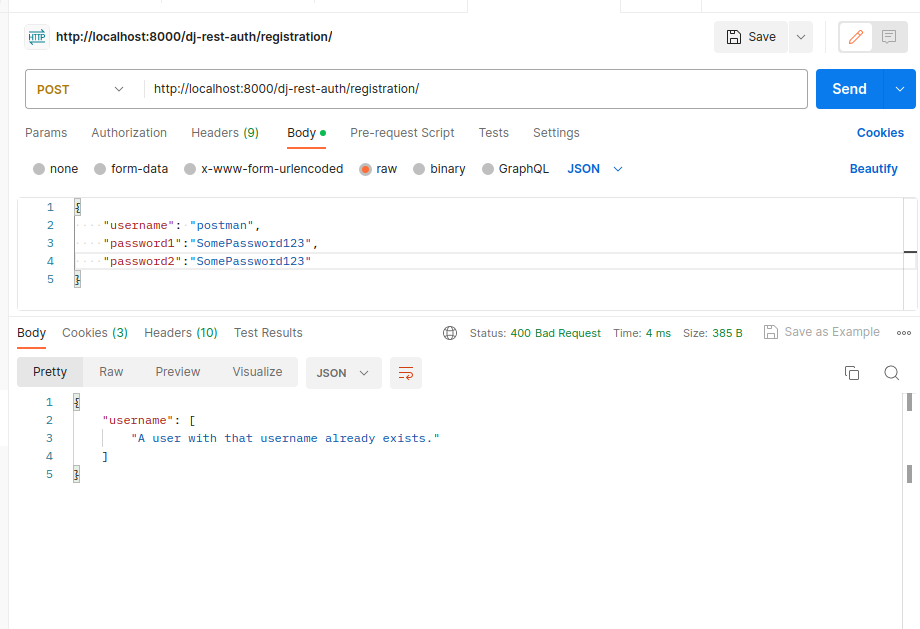 HTTP http://localhost:8000/dj-rest-auth/registration/ Save
POST http://localhost:8000/dj-rest-auth/registration/ Send
Params Authorization Headers (9) Body Pre-request Script Tests Settings Cookies
none form-data x-www-form-urlencoded raw binary GraphQL JSON Beautify
1 {
2 "username": "postman",
3 "password1":"SomePassword123",
4 "password2":"SomePassword123"
5 }
Body Cookies (3) Headers (10) Test Results Status: 400 Bad Request Time: 4 ms Size: 385 B Save as Example
Pretty Raw Preview Visualize JSON
1 {
2 "username": [
3 "A user with that username already exists."
4 ]
5 }